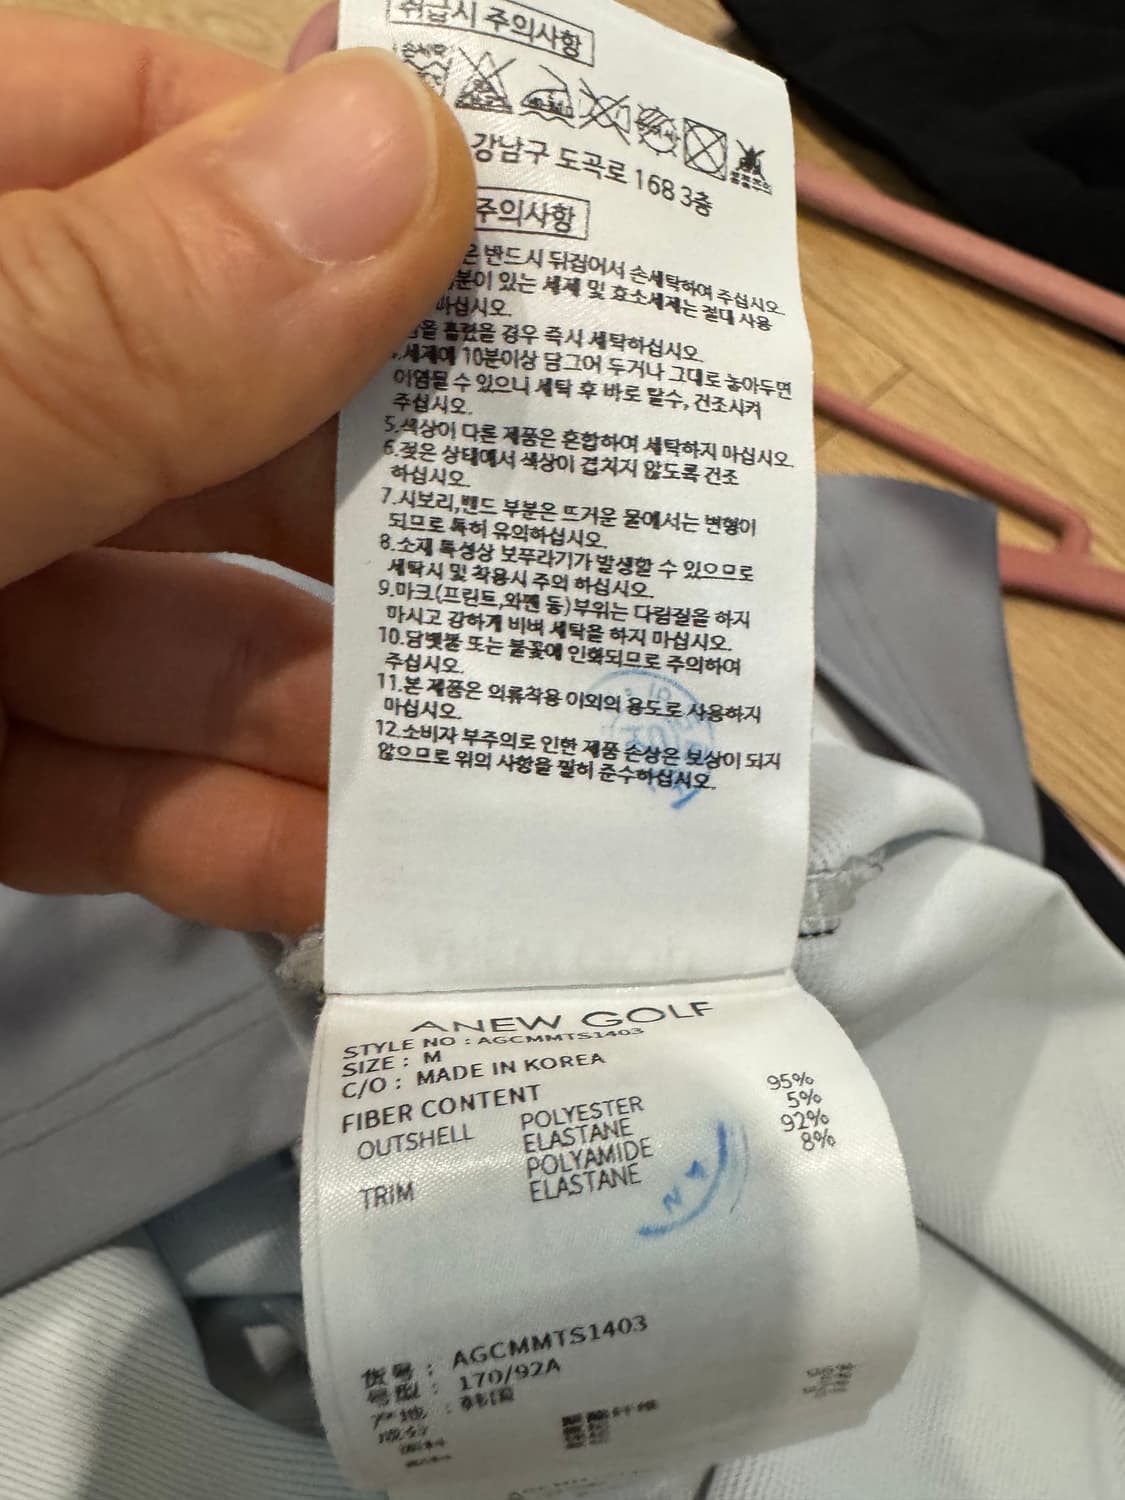 취급시 주의사항
손세탁
강남구 도곡로 168 3층
주의사항
은 반드시 뒤집어서 손세탁하여 주십시오.
분이 있는 세제 및 효소세제는 절대 사용
마십시오.
흘렸을 경우 즉시 세탁하십시오.
세제에 10분이상 담그어 두거나 그대로 놓아두면
이염될 수 있으니 세탁 후 바로 탈수, 건조시켜
주십시오.
5.색상이 다른 제품은 혼합하여 세탁하지 마십시오.
6.젖은 상태에서 색상이 겹치지 않도록 건조
하십시오.
7.시보리,밴드 부분은 뜨거운 물에서는 변형이
되므로 특히 유의하십시오.
8.소재 특성상 보푸라기가 발생할 수 있으므로
세탁시 및 착용시 주의 하십시오.
9.마크(프린트,와펜 등)부위는 다림질을 하지
마시고 강하게 비벼 세탁을 하지 마십시오.
10.담뱃불 또는 불꽃에 인화되므로 주의하여
주십시오.
11.본 제품은 의류착용 이외의 용도로 사용하지
마십시오.
12.소비자 부주의로 인한 제품 손상은 보상이 되지
않으므로 위의 사항을 필히 준수하십시오.
ANEW GOLF
STYLE NO : AGCMMTS1403
SIZE : M
C/O : MADE IN KOREA
FIBER CONTENT
OUTSHELL POLYESTER 95%
ELASTANE 5%
POLYAMIDE 92%
TRIM ELASTANE 8%
货号 : AGCMMTS1403
号型 : 170/92A
产地 : 韩国
成分